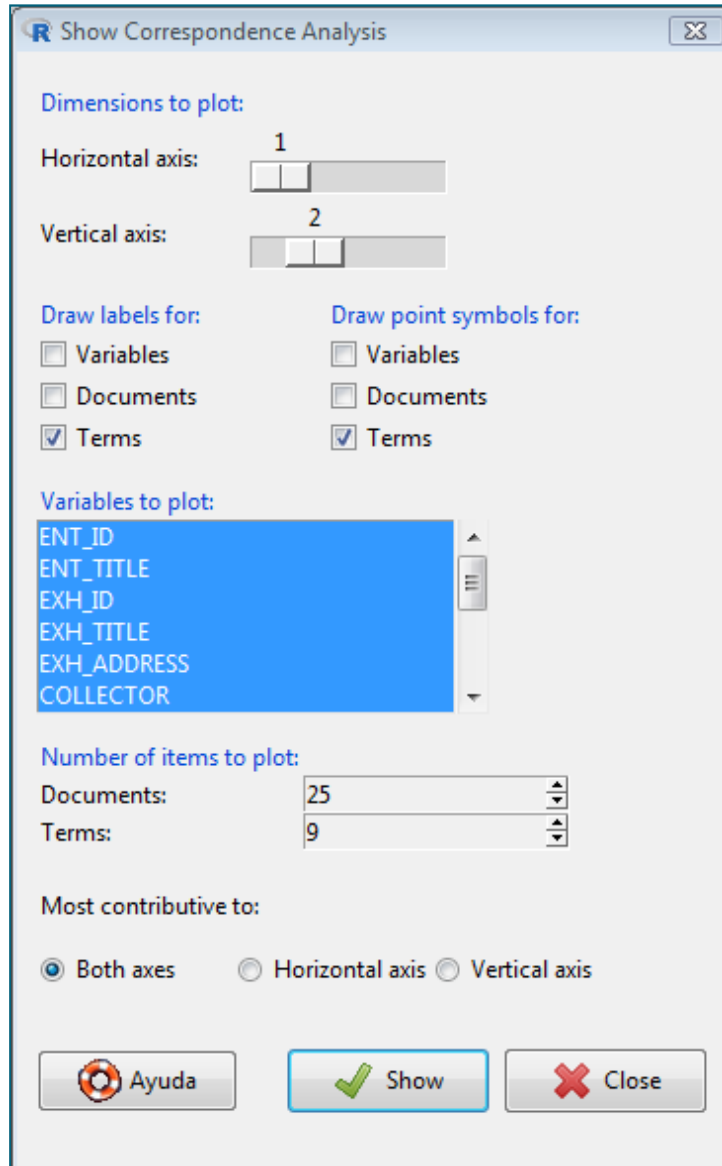 Show Correspondence Analysis
Dimensions to plot:
1
Horizontal axis:
2
Vertical axis:
Draw labels for: Draw point symbols for:
Variables Variables
Documents Documents
Terms Terms
Variables to plot:
ENT_ID
ENT_TITLE
EXH_ID
EXH_TITLE
EXH_ADDRESS
COLLECTOR
Number of items to plot:
Documents: 25
Terms: 9
Most contributive to:
Both axes Horizontal axis Vertical axis
Ayuda Show Close